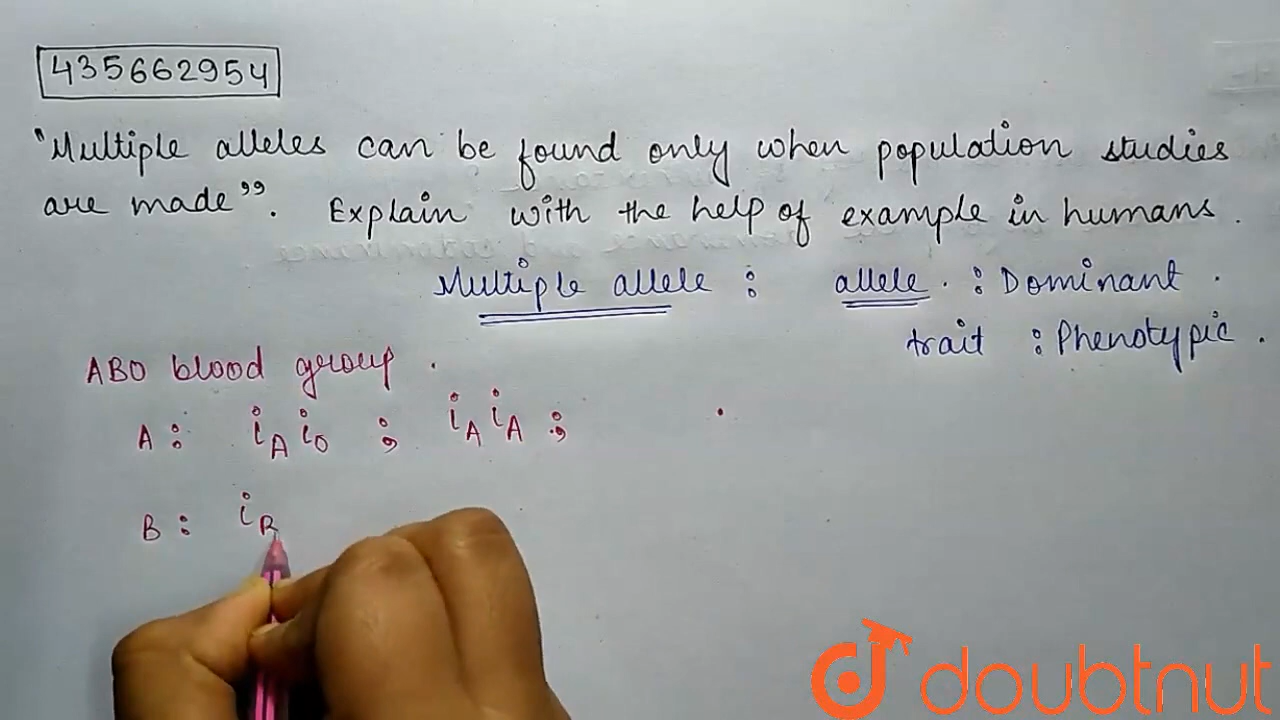 435662954
"Multiple alleles can be found only when population studies
are made". Explain with the help of example in humans.
Multiple allele : allele. : Dominant.
trait : Phenotypic.
ABO blood group.
A : iA iO ; iA iA ;
B : iB
doubtnut